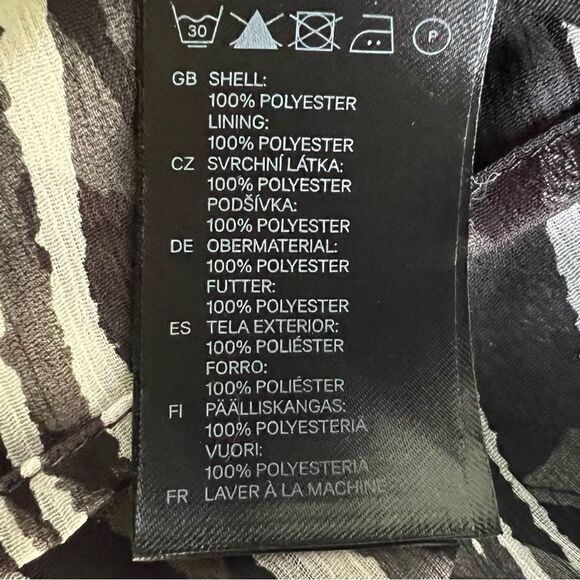 30
P
GB SHELL:
100% POLYESTER
LINING:
100% POLYESTER
CZ SVRCHNÍ LÁTKA:
100% POLYESTER
PODŠÍVKA:
100% POLYESTER
DE OBERMATERIAL:
100% POLYESTER
FUTTER:
100% POLYESTER
ES TELA EXTERIOR:
100% POLIÉSTER
FORRO:
100% POLIÉSTER
FI PÄÄLLISKANGAS:
100% POLYESTERIÄ
VUORI:
100% POLYESTERIÄ
FR LAVER À LA MACHINE